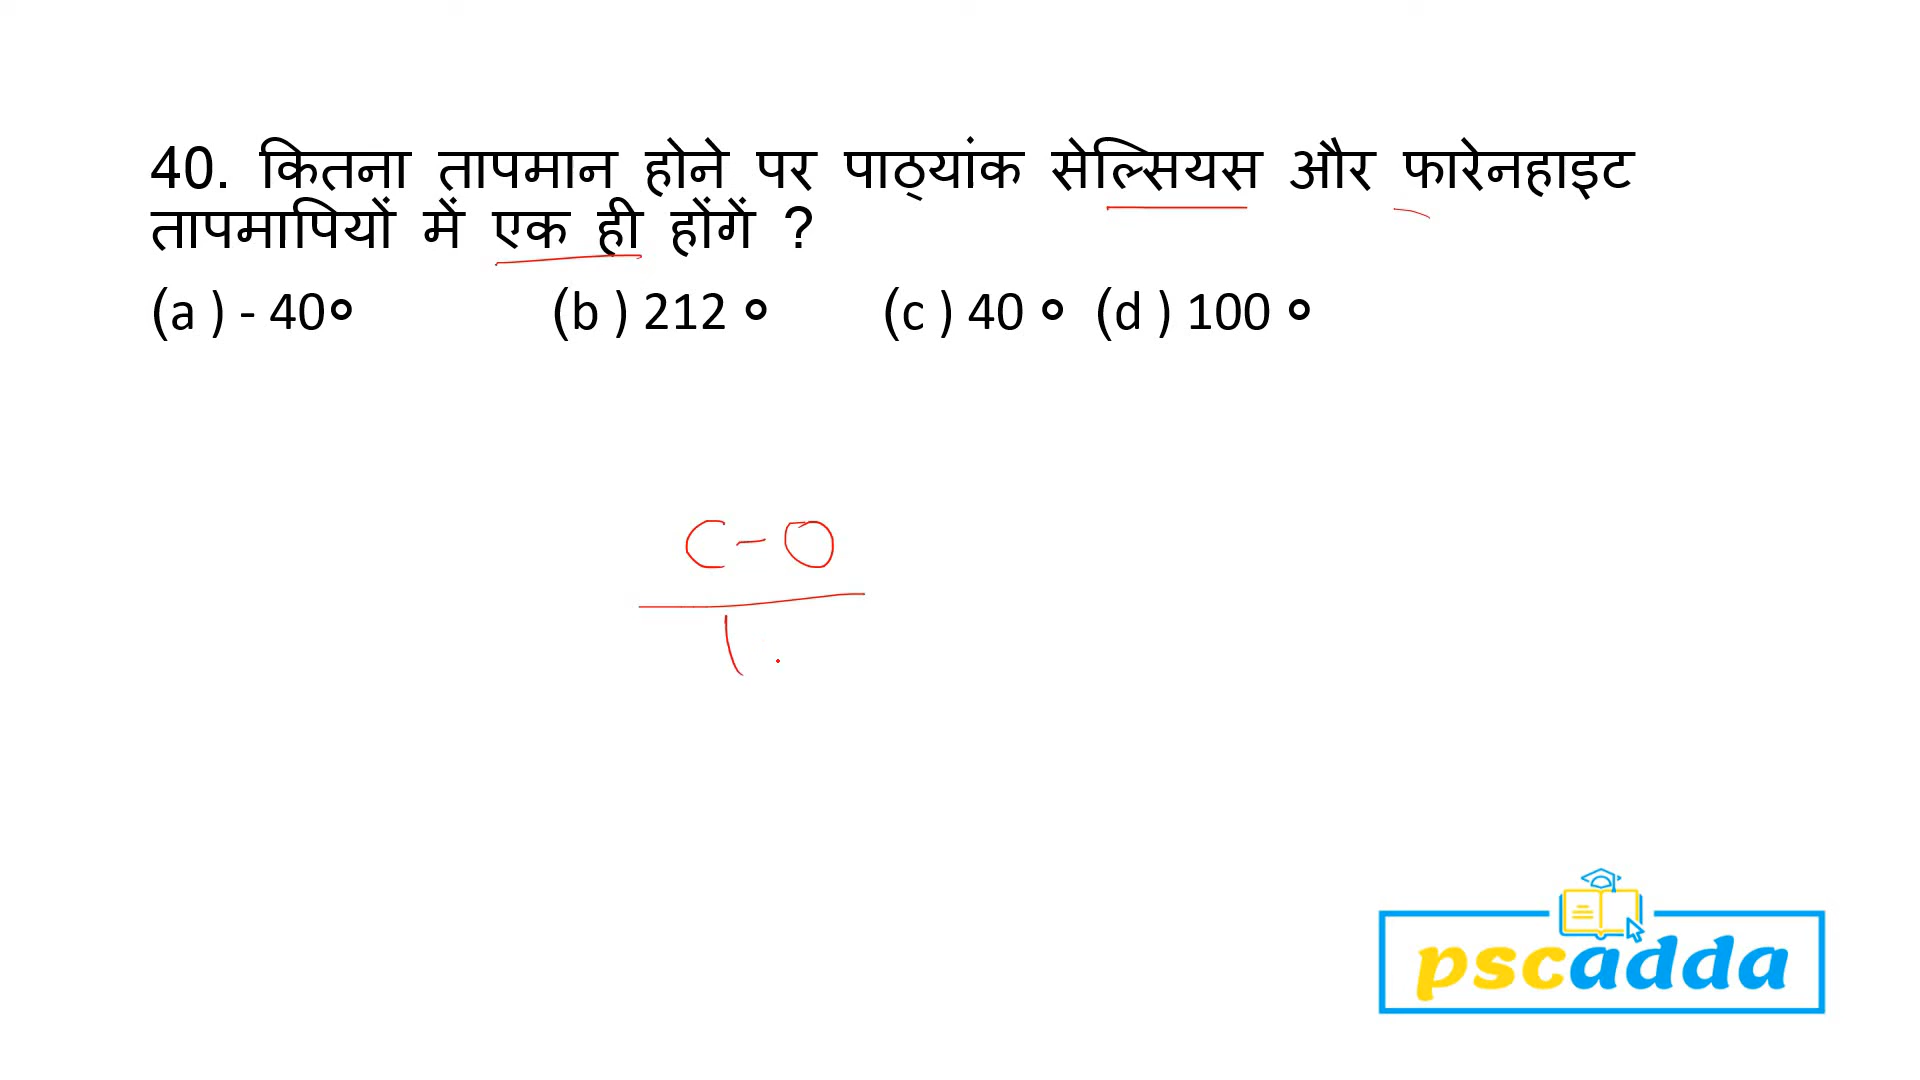 40. कितना तापमान होने पर पाठ्यांक सेल्सियस और फारेनहाइट
तापमापियों में एक ही होंगें ?
(a ) - 40० (b ) 212 ० (c ) 40 ० (d ) 100 ०
C-0
1.
pscadda